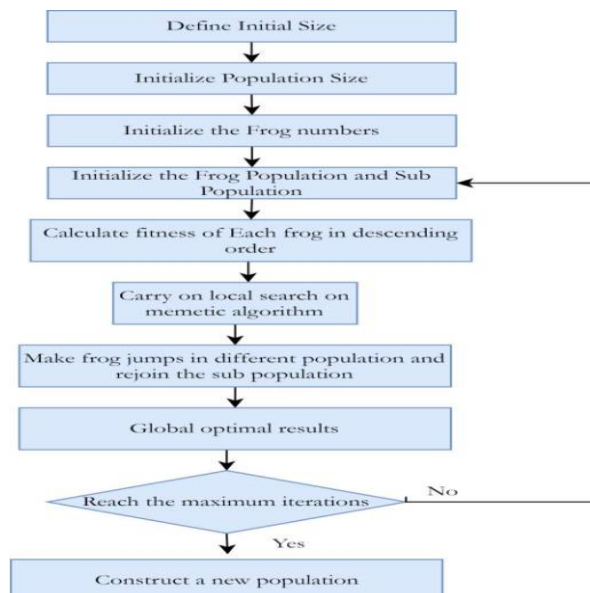 Define Initial Size
Initialize Population Size
Initialize the Frog numbers
Initialize the Frog Population and Sub
Population
Calculate fitness of Each frog in descending
order
Carry on local search on
memetic algorithm
Make frog jumps in different population and
rejoin the sub population
Global optimal results
Reach the maximum iterations
No
Yes
Construct a new population